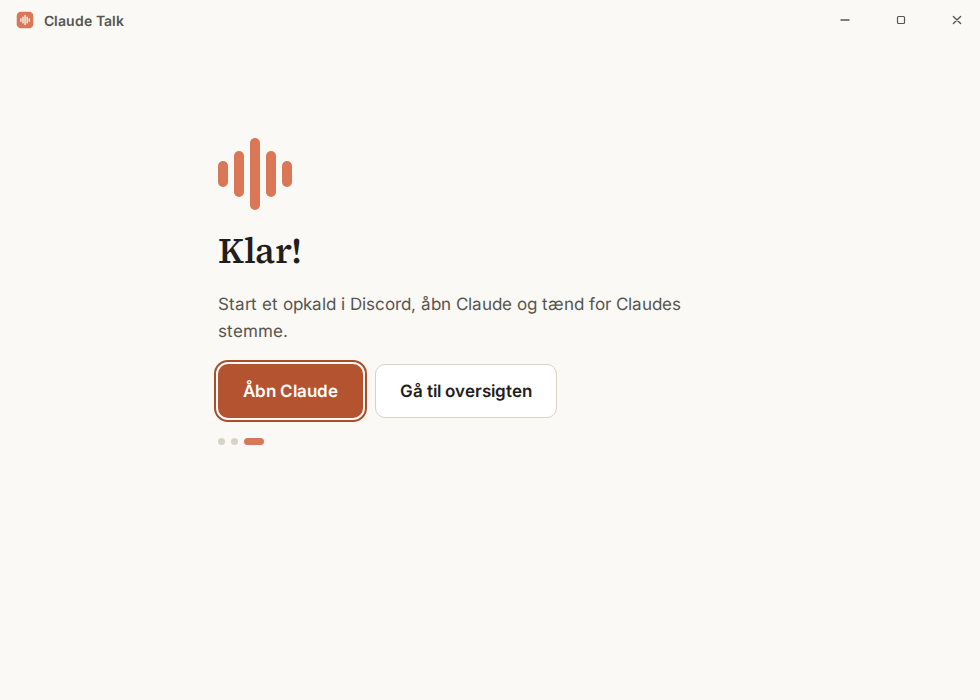 Claude Talk
Klar!
Start et opkald i Discord, åbn Claude og tænd for Claudes
stemme.
Åbn Claude
Gå til oversigten